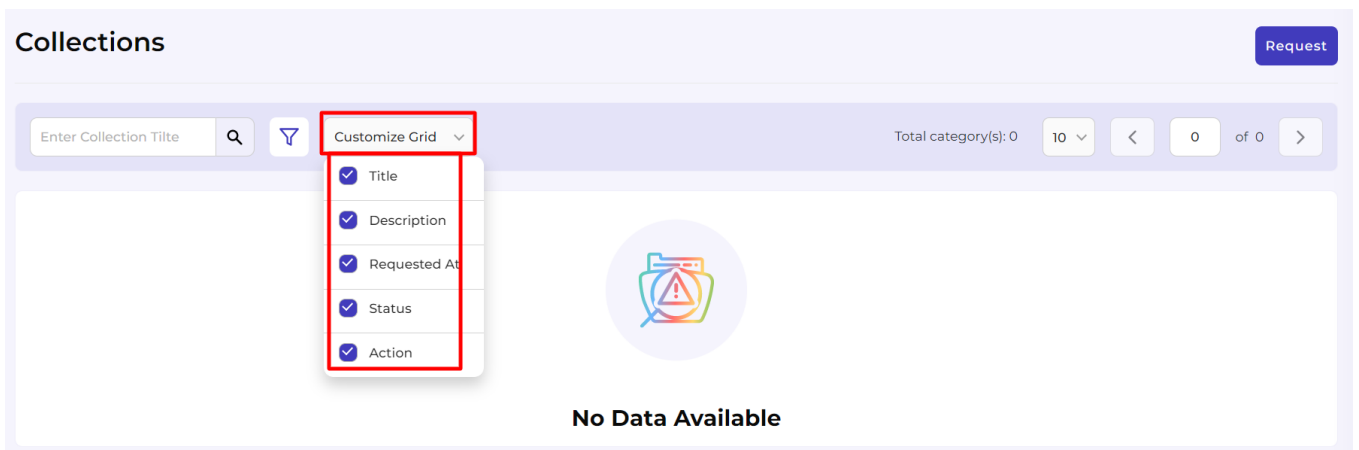 Collections
Request
Enter Collection Tilte
Customize Grid
Total category(s): 0
10
0
of 0
Title
Description
Requested At
Status
Action
No Data Available